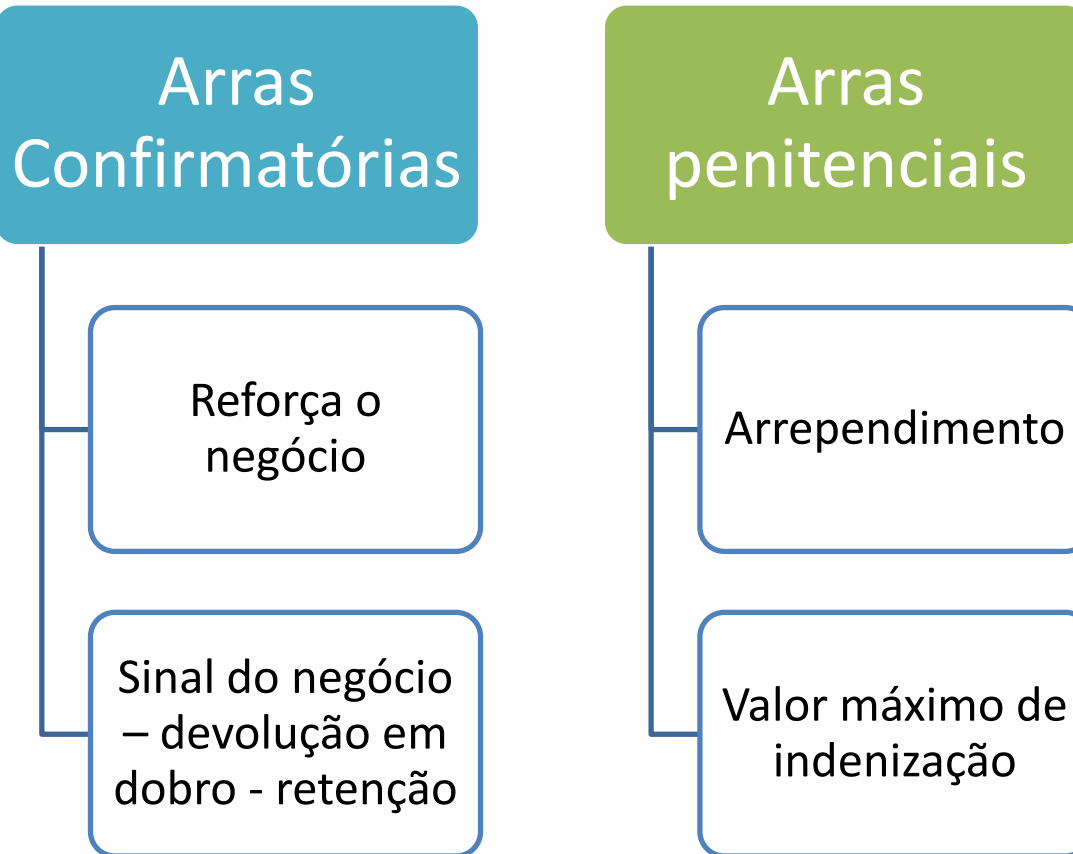 Arras
Confirmatórias
Reforça o
negócio
Sinal do negócio
– devolução em
dobro - retenção
Arras
penitenciais
Arrependimento
Valor máximo de
indenização